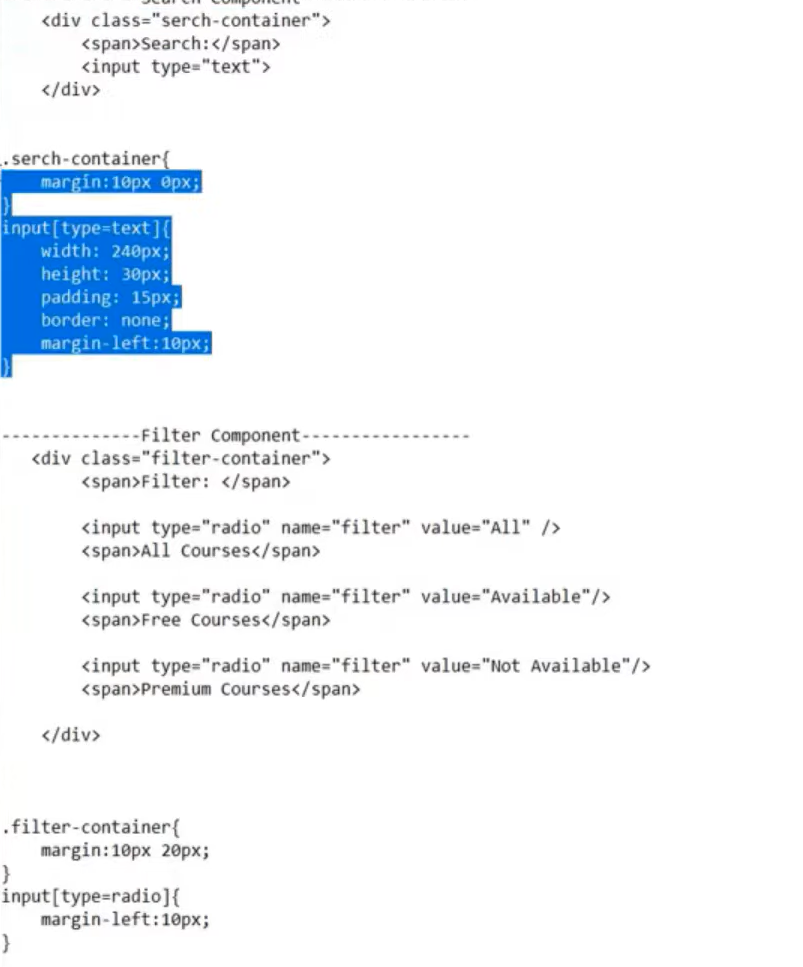 Search Component
<div class="serch-container">
<span>Search:</span>
<input type="text">
</div>
.serch-container{
margin:10px 0px;
}
input[type=text]{
width: 240px;
height: 30px;
padding: 15px;
border: none;
margin-left:10px;
}
--------------Filter Component-----------------
<div class="filter-container">
<span>Filter: </span>
<input type="radio" name="filter" value="All" />
<span>All Courses</span>
<input type="radio" name="filter" value="Available"/>
<span>Free Courses</span>
<input type="radio" name="filter" value="Not Available"/>
<span>Premium Courses</span>
</div>
.filter-container{
margin:10px 20px;
}
input[type=radio]{
margin-left:10px;
}